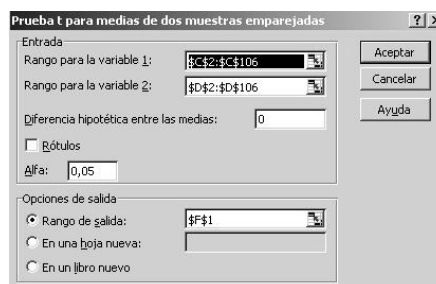 Prueba t para medias de dos muestras emparejadas
Entrada
Rango para la variable 1: $C$2:$C$106
Rango para la variable 2: $D$2:$D$106
Diferencia hipotética entre las medias: 0
Rótulos
Alfa: 0,05
Opciones de salida
Rango de salida: $F$1
En una hoja nueva:
En un libro nuevo
Aceptar
Cancelar
Ayuda